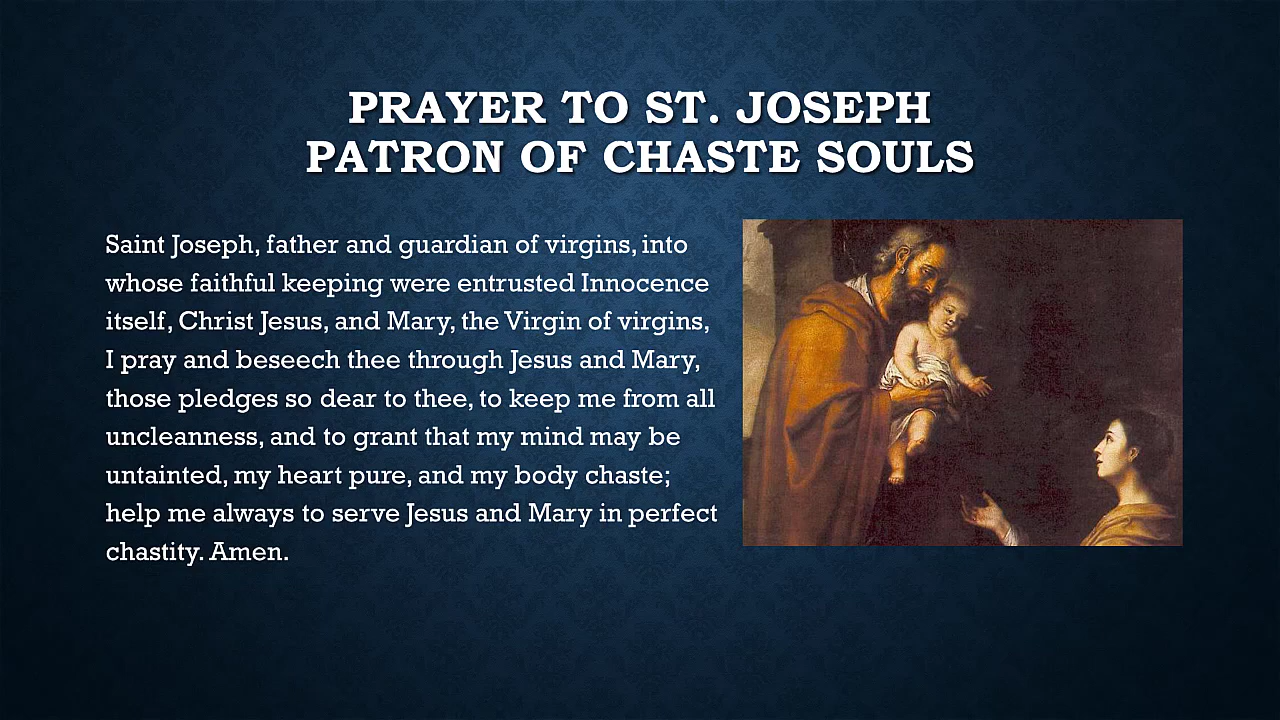 PRAYER TO ST. JOSEPH
PATRON OF CHASTE SOULS
Saint Joseph, father and guardian of virgins, into
whose faithful keeping were entrusted Innocence
itself, Christ Jesus, and Mary, the Virgin of virgins,
I pray and beseech thee through Jesus and Mary,
those pledges so dear to thee, to keep me from all
uncleanness, and to grant that my mind may be
untainted, my heart pure, and my body chaste;
help me always to serve Jesus and Mary in perfect
chastity. Amen.